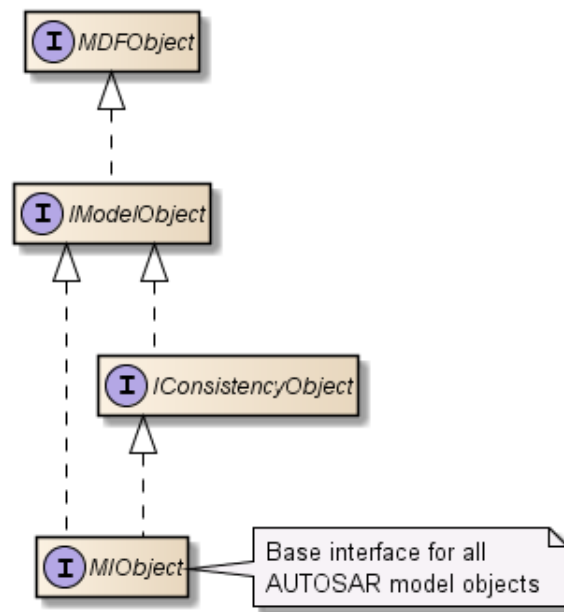 I MDFObject
I IModelObject
I IConsistencyObject
I MIObject
Base interface for all
AUTOSAR model objects